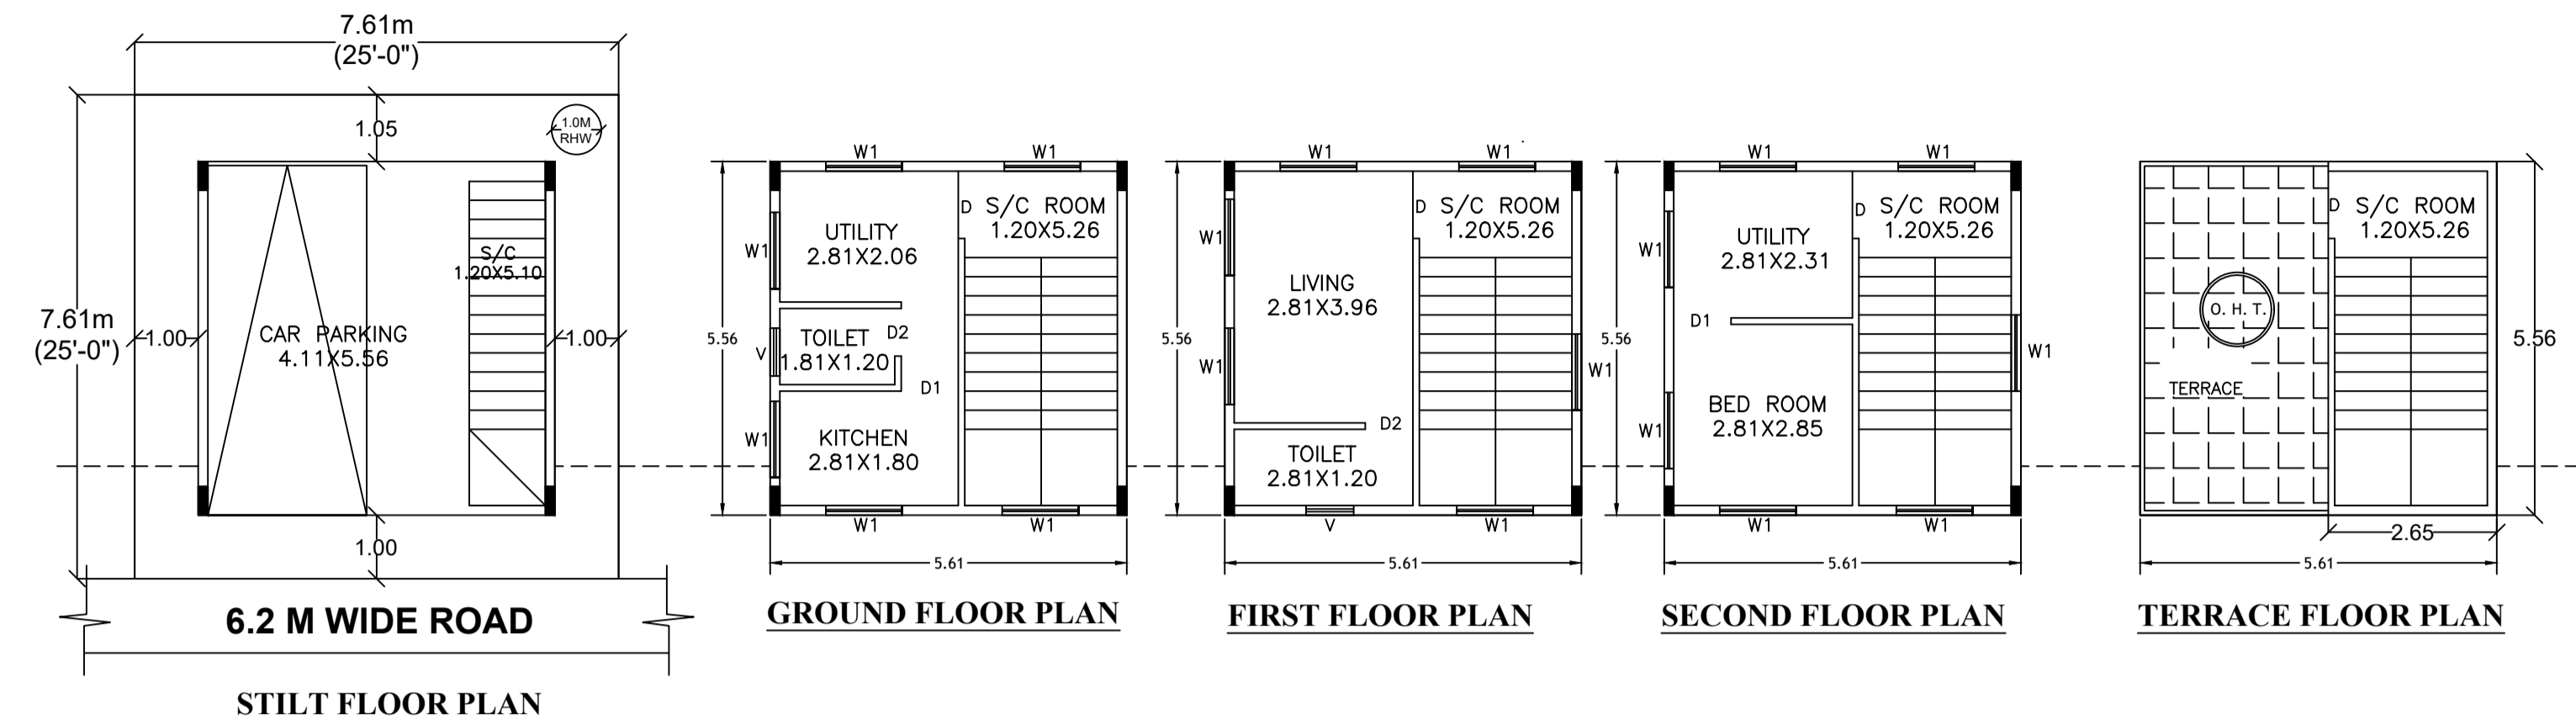 7.61m
(25'-0")
1.05
1.0M
RHW
S/C
1.20X5.10
7.61m
(25'-0")
1.00
CAR PARKING
4.11X5.56
1.00
1.00
6.2 M WIDE ROAD
STILT FLOOR PLAN
W1
W1
D
S/C ROOM
1.20X5.26
UTILITY
2.81X2.06
W1
5.56
V
TOILET
1.81X1.20
D2
D1
W1
KITCHEN
2.81X1.80
W1
W1
5.61
GROUND FLOOR PLAN
W1
W1
D
S/C ROOM
1.20X5.26
W1
LIVING
2.81X3.96
5.56
W1
W1
D2
TOILET
2.81X1.20
V
W1
5.61
FIRST FLOOR PLAN
W1
W1
D
S/C ROOM
1.20X5.26
W1
UTILITY
2.81X2.31
D1
5.56
W1
BED ROOM
2.81X2.85
W1
W1
W1
5.61
SECOND FLOOR PLAN
D
S/C ROOM
1.20X5.26
O. H. T.
5.56
TERRACE
2.65
5.61
TERRACE FLOOR PLAN